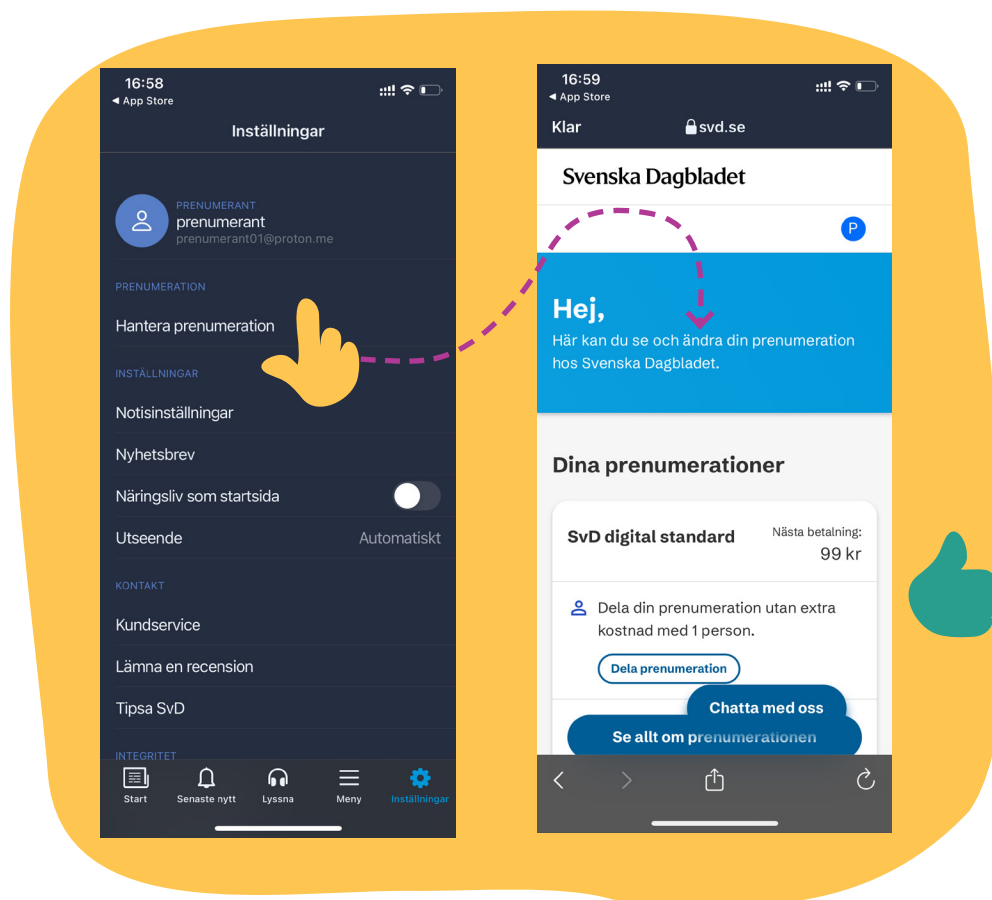 16:58
◀ App Store
Inställningar
PRENUMERANT
prenumerant
prenumerant01@proton.me
PRENUMERATION
Hantera prenumeration
INSTÄLLNINGAR
Notisinställningar
Nyhetsbrev
Näringsliv som startsida
Utseende Automatiskt
KONTAKT
Kundservice
Lämna en recension
Tipsa SvD
INTEGRITET
Start Senaste nytt Lyssna Meny Inställningar
16:59
◀ App Store
Klar svd.se
Svenska Dagbladet
P
Hej,
Här kan du se och ändra din prenumeration
hos Svenska Dagbladet.
Dina prenumerationer
SvD digital standard Nästa betalning:
99 kr
Dela din prenumeration utan extra
kostnad med 1 person.
Dela prenumeration
Chatta med oss
Se allt om prenumerationen